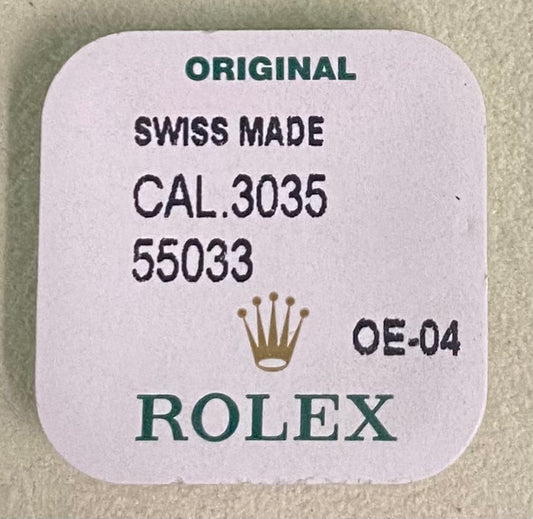 ORIGINAL
SWISS MADE
CAL.3035
55033
OE-04
ROLEX